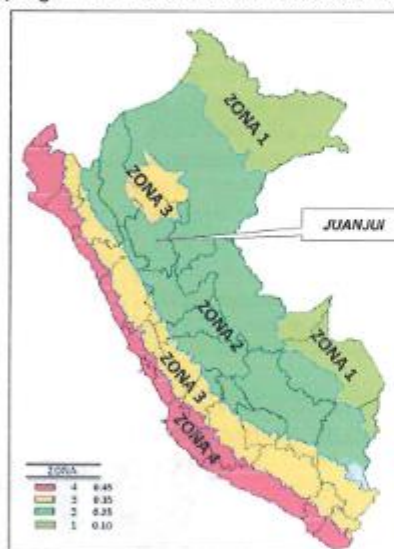 ZONA 1
ZONA 3
JUANJUI
ZONA 2
ZONA 1
ZONA 3
ZONA 4
ZONA
4 0.45
3 0.35
2 0.25
1 0.10